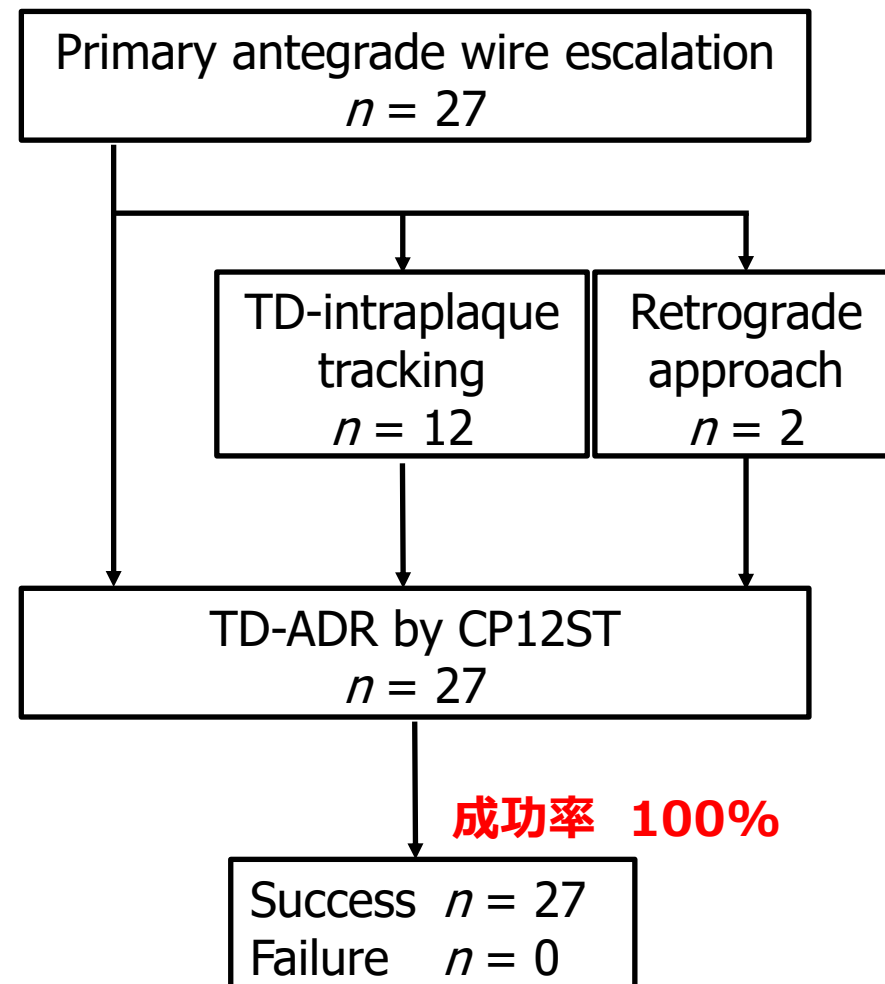 Primary antegrade wire escalation
n = 27
TD-intraplaque
tracking
n = 12
Retrograde
approach
n = 2
TD-ADR by CP12ST
n = 27
成功率 100%
Success n = 27
Failure n = 0